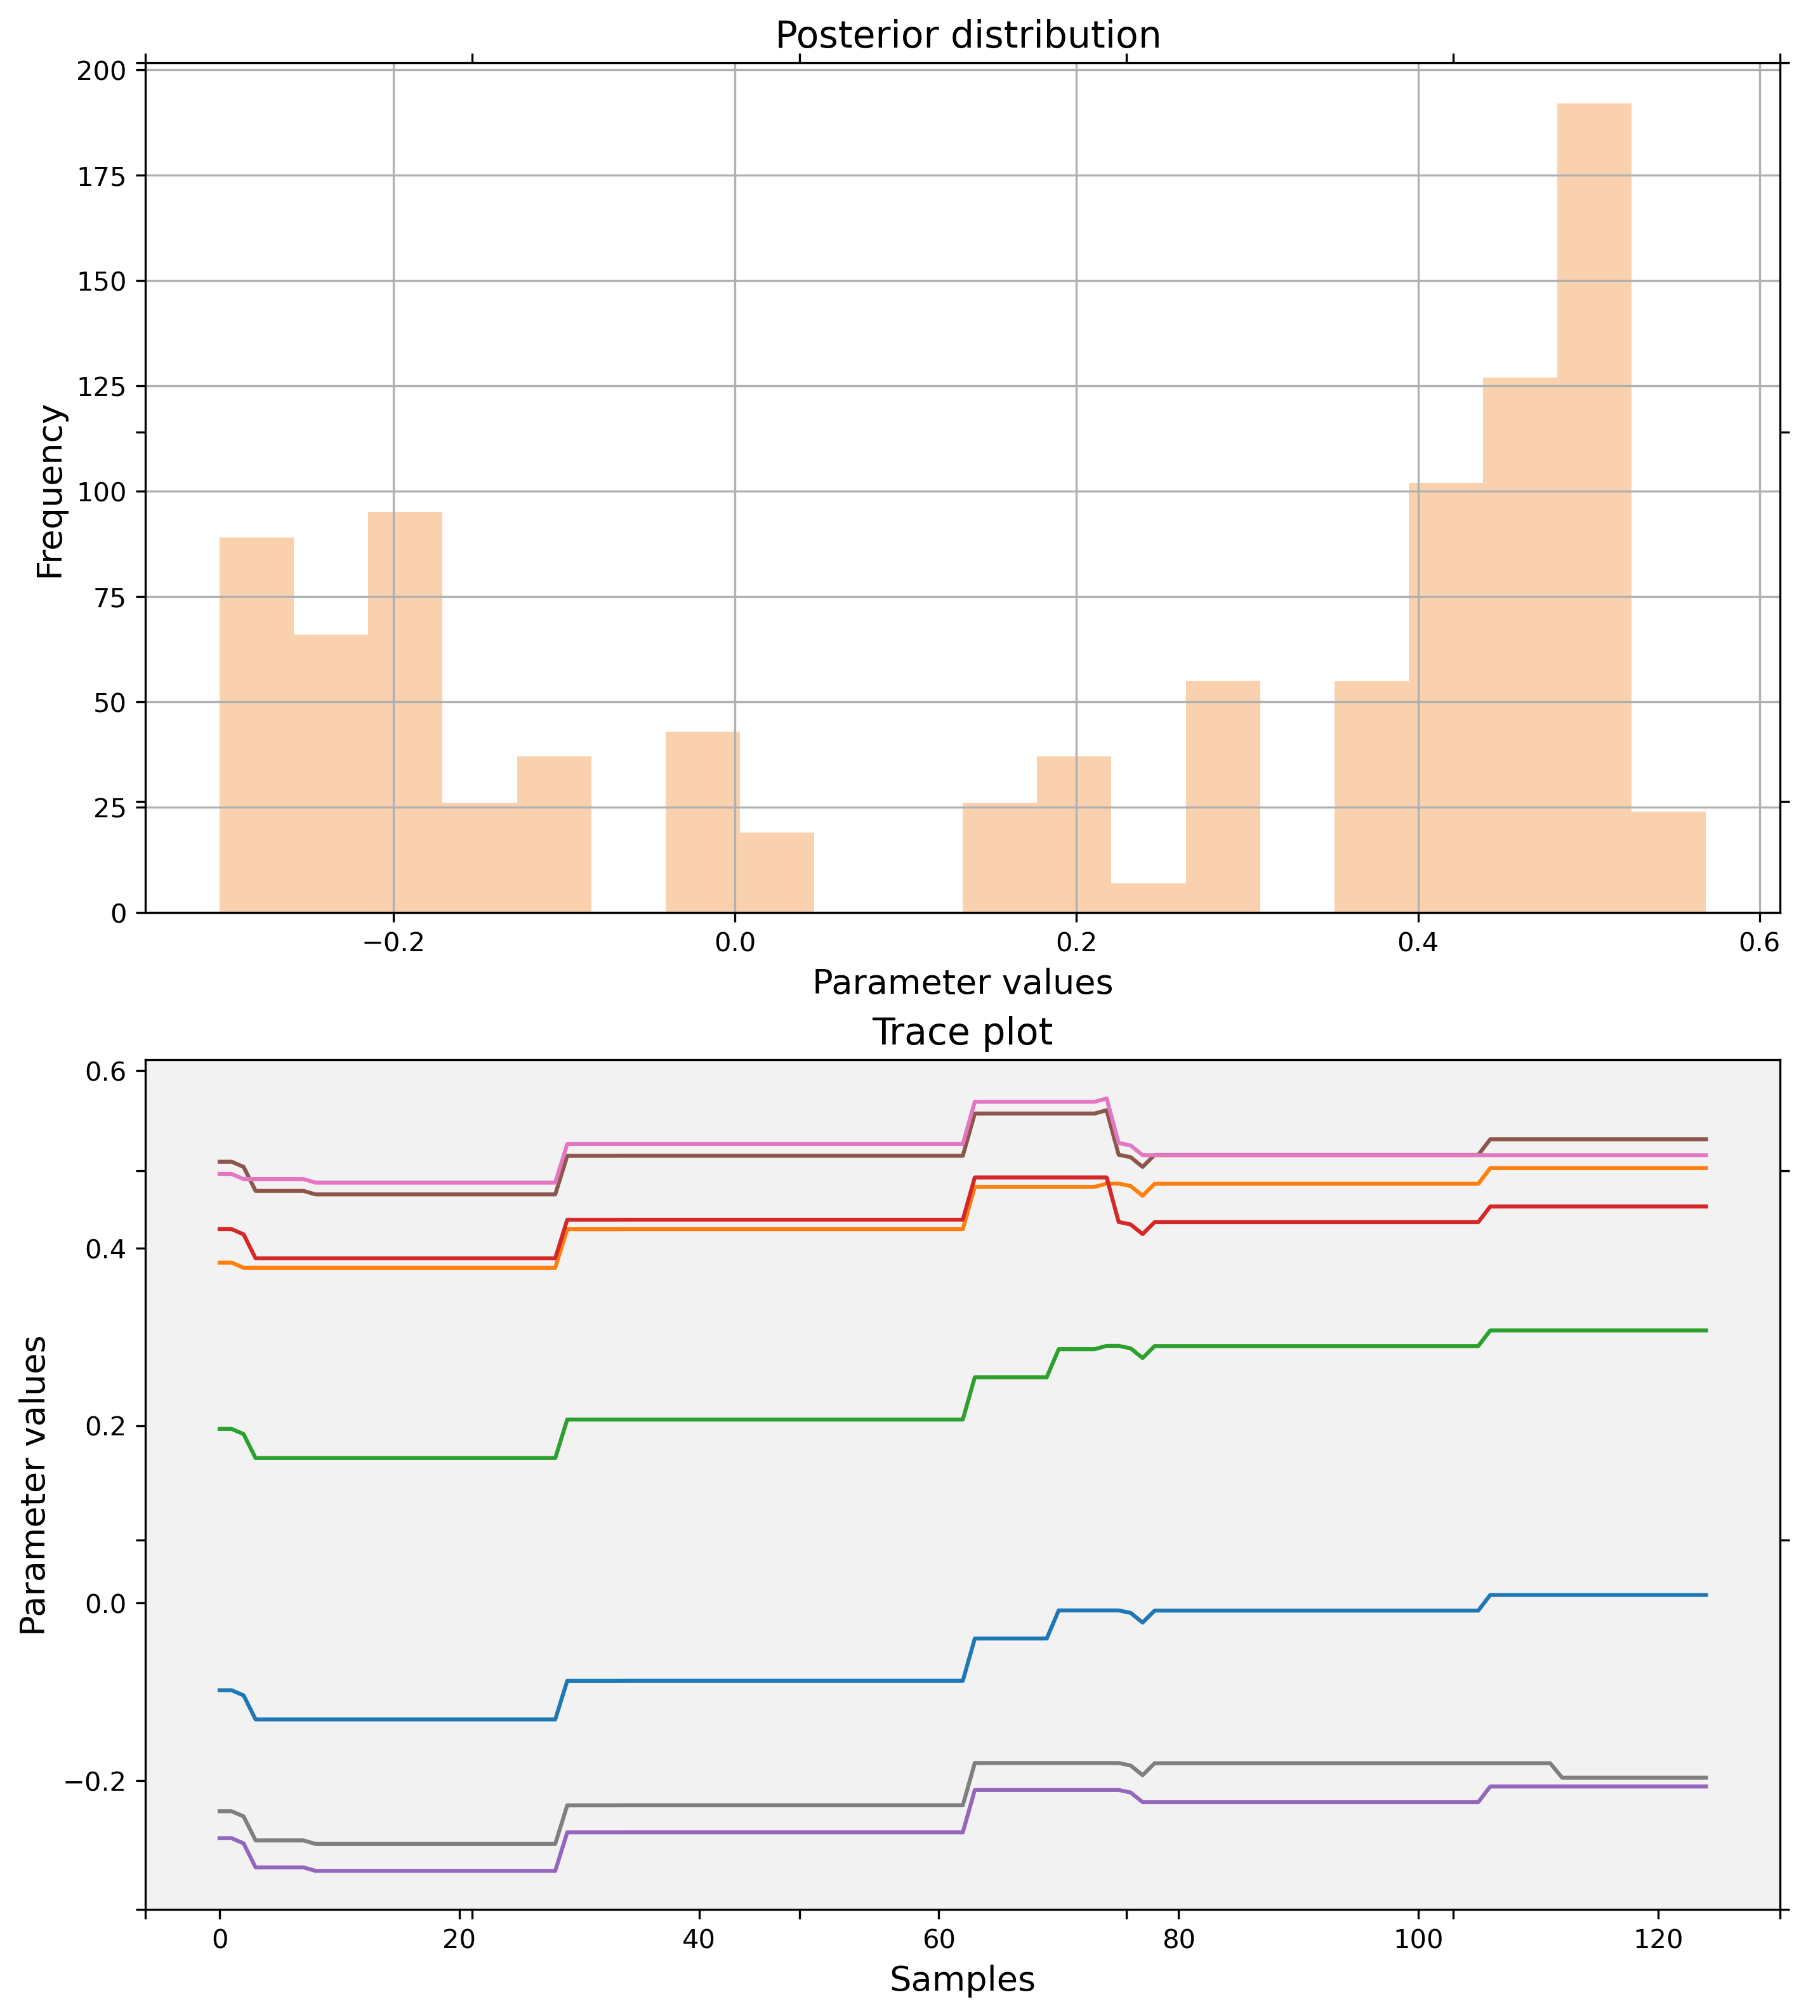 Posterior distribution
200
175
150
125
100
75
50
25
0
Frequency
−0.2 0.0 0.2 0.4 0.6
Parameter values
Trace plot
0.6
0.4
0.2
0.0
−0.2
Parameter values
0 20 40 60 80 100 120
Samples